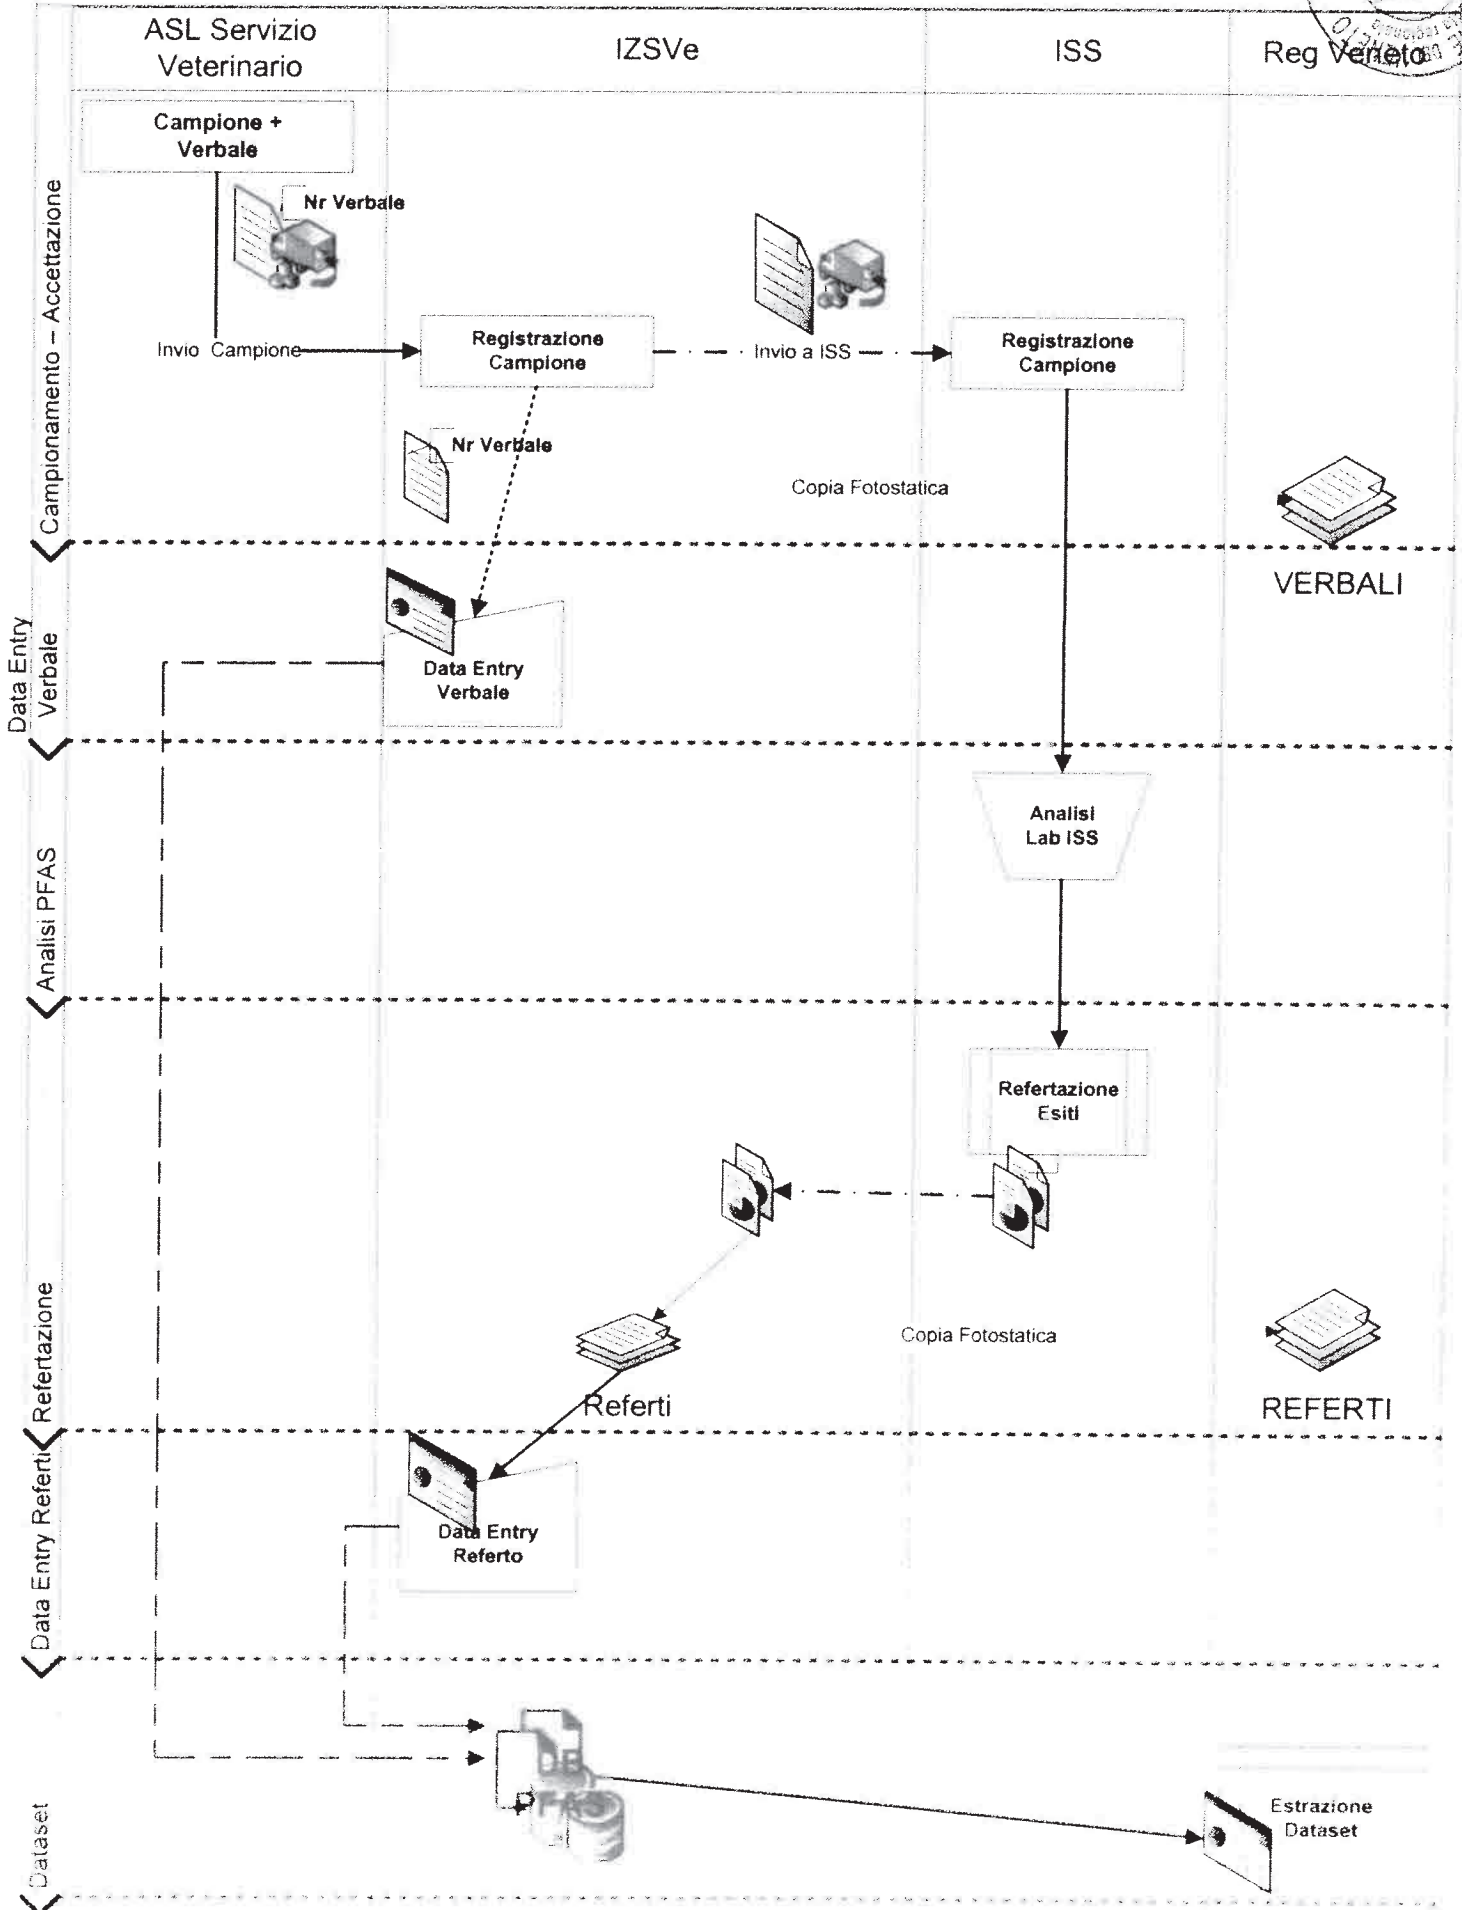 ASL Servizio
Veterinario
IZSVe
ISS
Reg Veneto
Campionamento – Accettazione
Campione +
Verbale
Nr Verbale
Invio Campione
Registrazione
Campione
Invio a ISS
Registrazione
Campione
Nr Verbale
Copia Fotostatica
VERBALI
Data Entry
Verbale
Data Entry
Verbale
Analisi PFAS
Analisi
Lab ISS
Refertazione
Refertazione
Esiti
Copia Fotostatica
Referti
REFERTI
Data Entry Referti
Data Entry
Referto
Dataset
Estrazione
Dataset